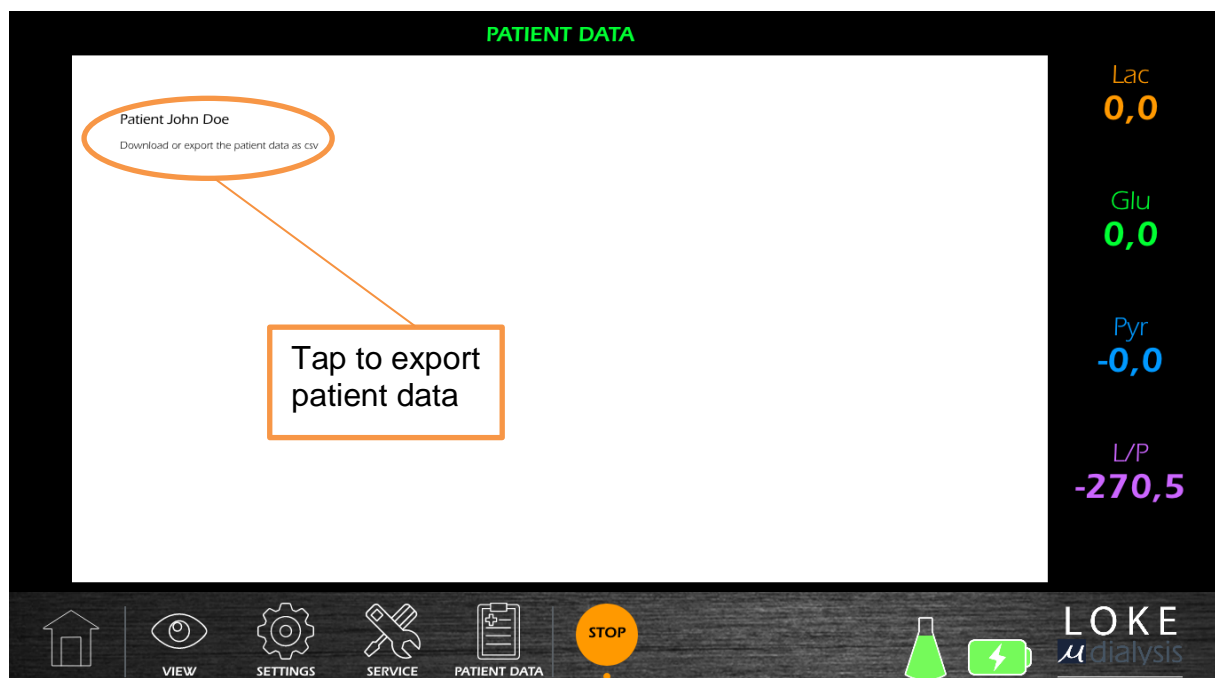 PATIENT DATA
Patient John Doe
Download or export the patient data as csv
Tap to export
patient data
Lac
0,0
Glu
0,0
Pyr
-0,0
L/P
-270,5
VIEW
SETTINGS
SERVICE
PATIENT DATA
STOP
LOKE
μdialysis